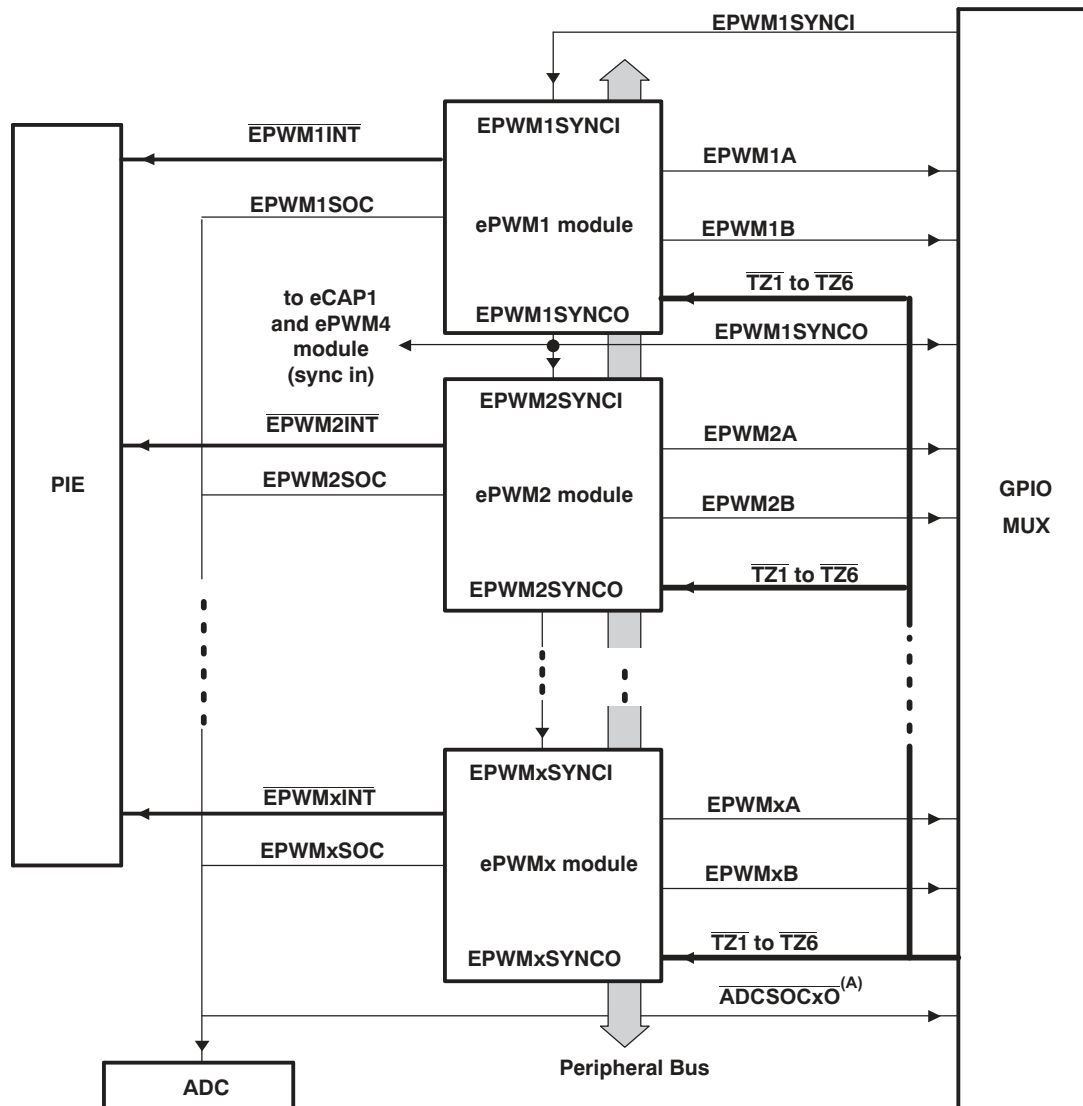 EPWM1SYNCI
EPWM1SYNCI
EPWM1INT
EPWM1A
EPWM1SOC
ePWM1 module
EPWM1B
TZ1 to TZ6
to eCAP1
and ePWM4
module
(sync in)
EPWM1SYNCO
EPWM1SYNCO
EPWM2SYNCI
EPWM2INT
EPWM2A
PIE
EPWM2SOC
ePWM2 module
EPWM2B
GPIO
MUX
TZ1 to TZ6
EPWM2SYNCO
EPWMxSYNCI
EPWMxINT
EPWMxA
EPWMxSOC
ePWMx module
EPWMxB
TZ1 to TZ6
EPWMxSYNCO
ADCSOCxO(A)
Peripheral Bus
ADC